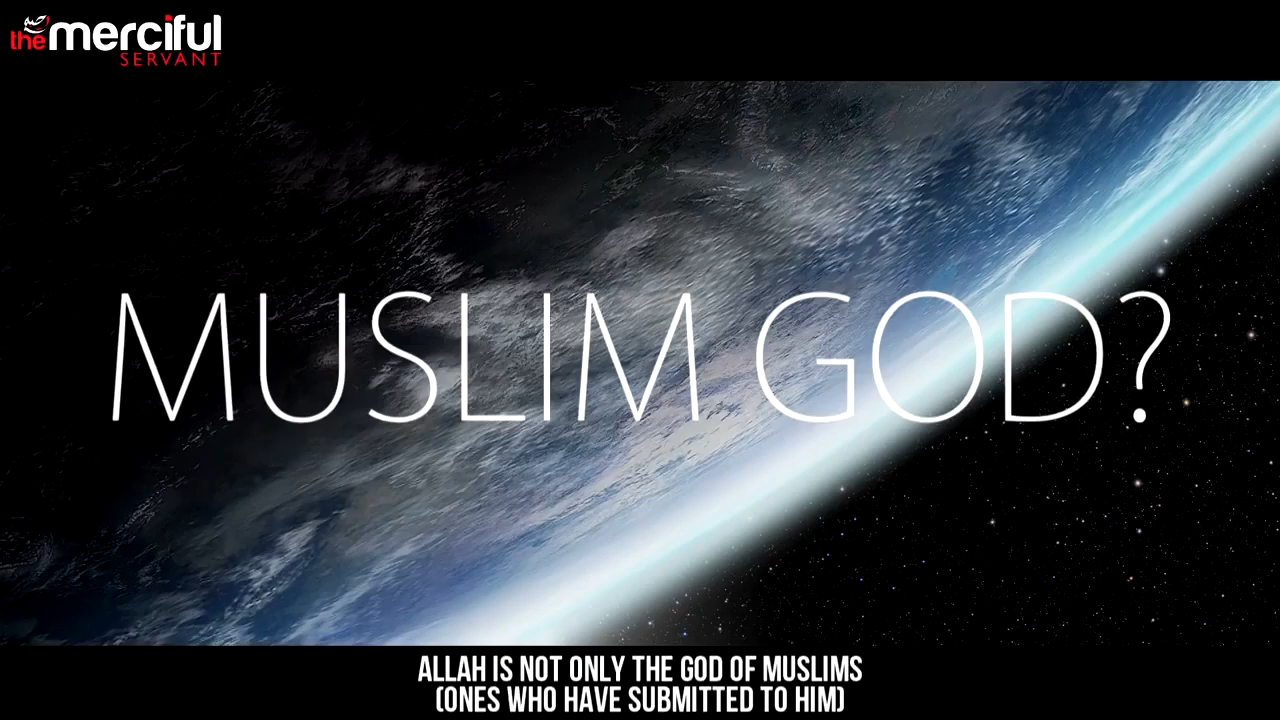 the merciful
SERVANT
MUSLIM GOD?
ALLAH IS NOT ONLY THE GOD OF MUSLIMS
(ONES WHO HAVE SUBMITTED TO HIM)